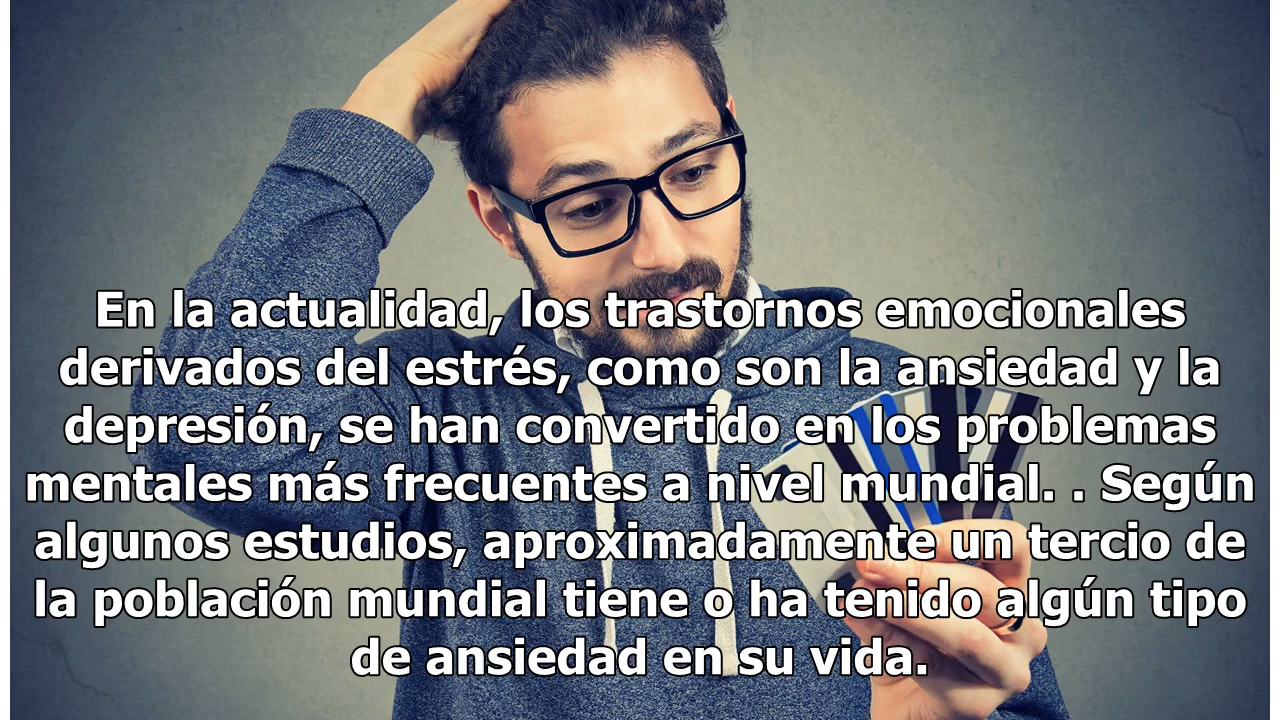 En la actualidad, los trastornos emocionales
derivados del estrés, como son la ansiedad y la
depresión, se han convertido en los problemas
mentales más frecuentes a nivel mundial. . Según
algunos estudios, aproximadamente un tercio de
la población mundial tiene o ha tenido algún tipo
de ansiedad en su vida.